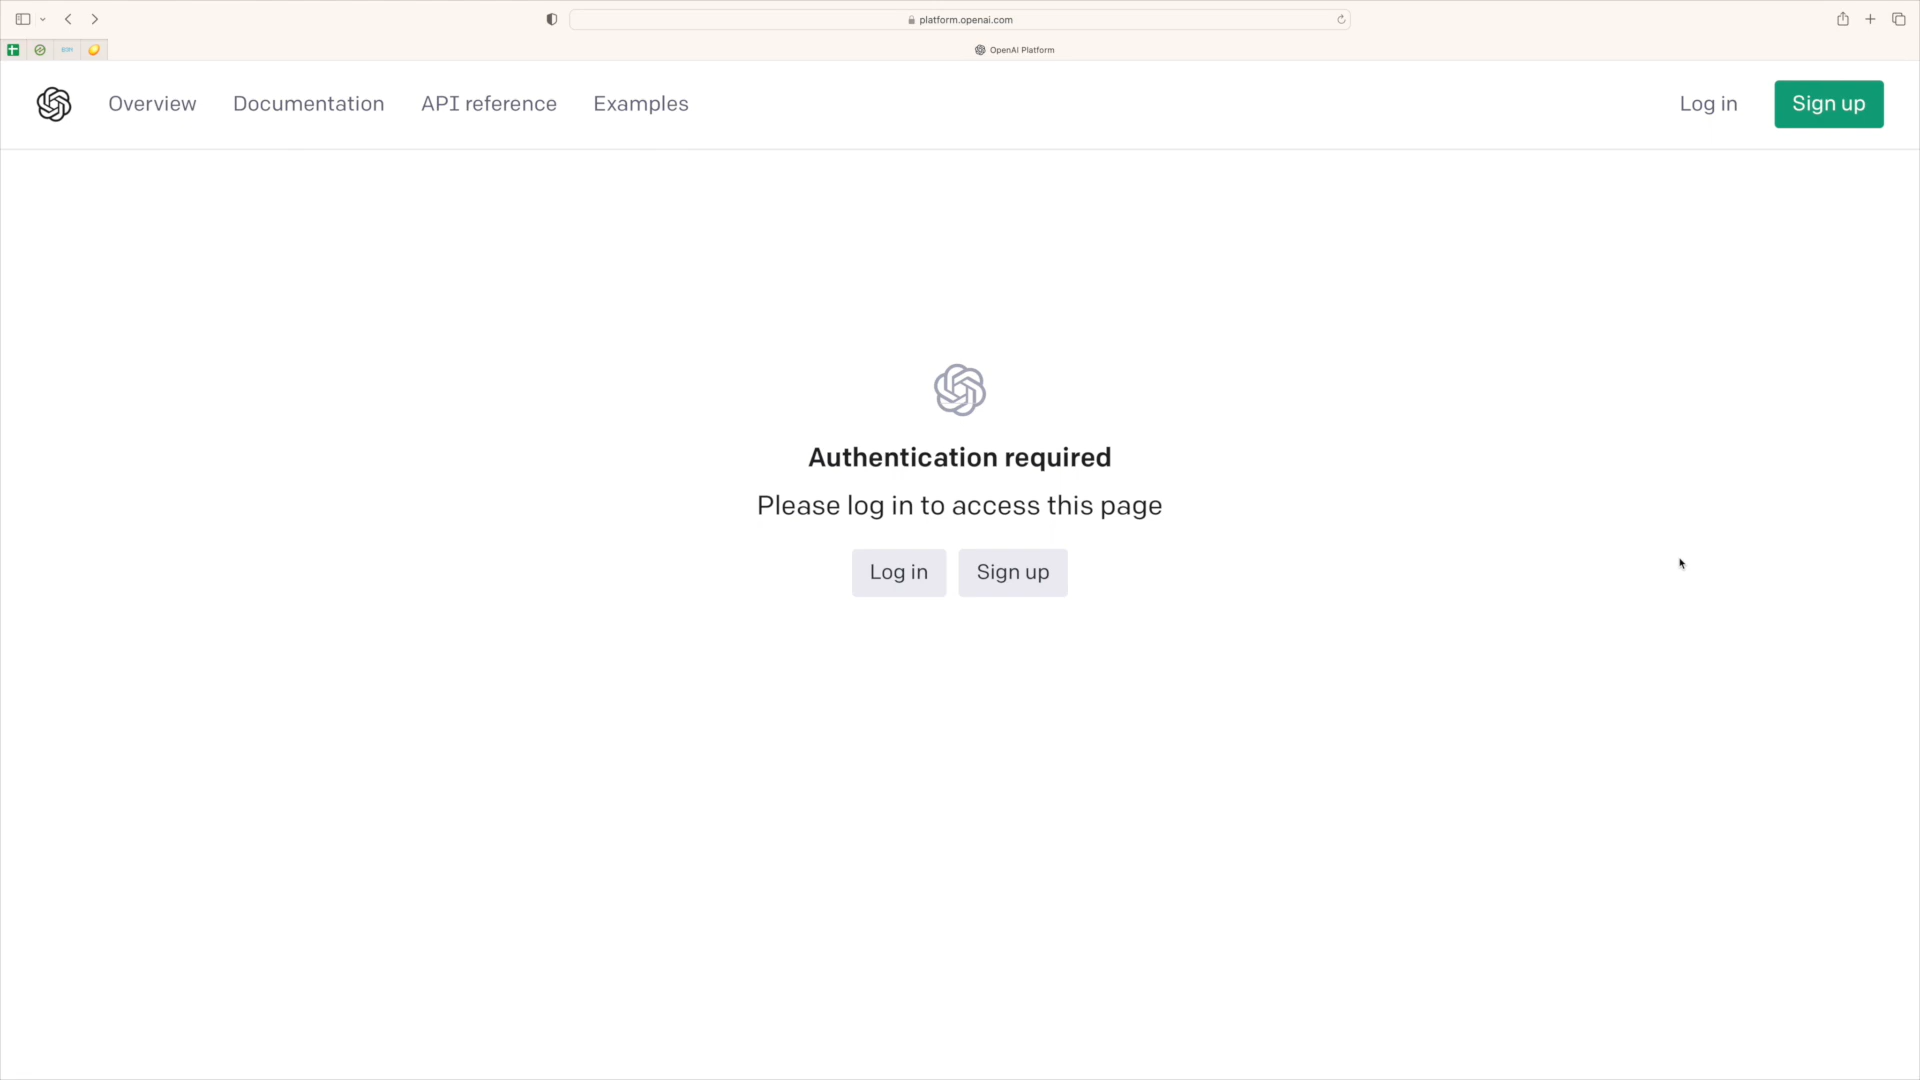 platform.openai.com
OpenAI Platform
Overview
Documentation
API reference
Examples
Log in
Sign up
Authentication required
Please log in to access this page
Log in
Sign up